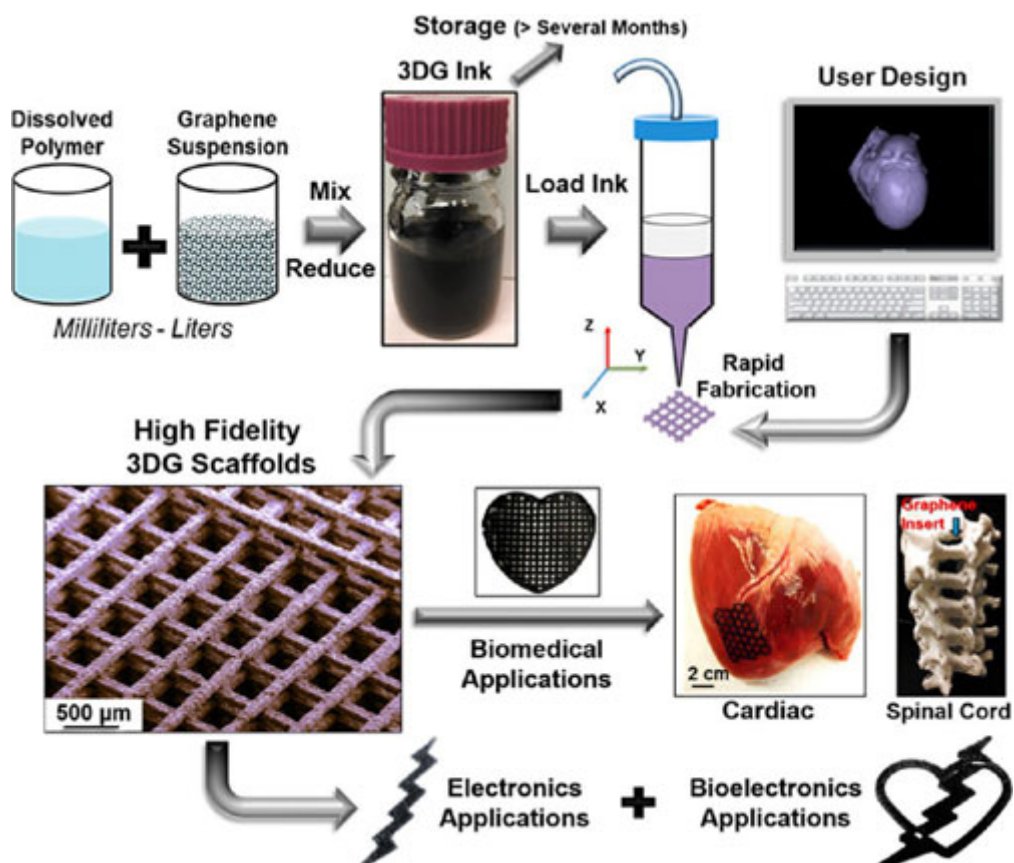 Storage (> Several Months)
3DG Ink
User Design
Dissolved
Polymer
Graphene
Suspension
Mix
Reduce
Load Ink
Milliliters - Liters
Z
Y
X
Rapid
Fabrication
High Fidelity
3DG Scaffolds
500 µm
Biomedical
Applications
2 cm
Cardiac
Graphene
Insert
Spinal Cord
Electronics
Applications
Bioelectronics
Applications